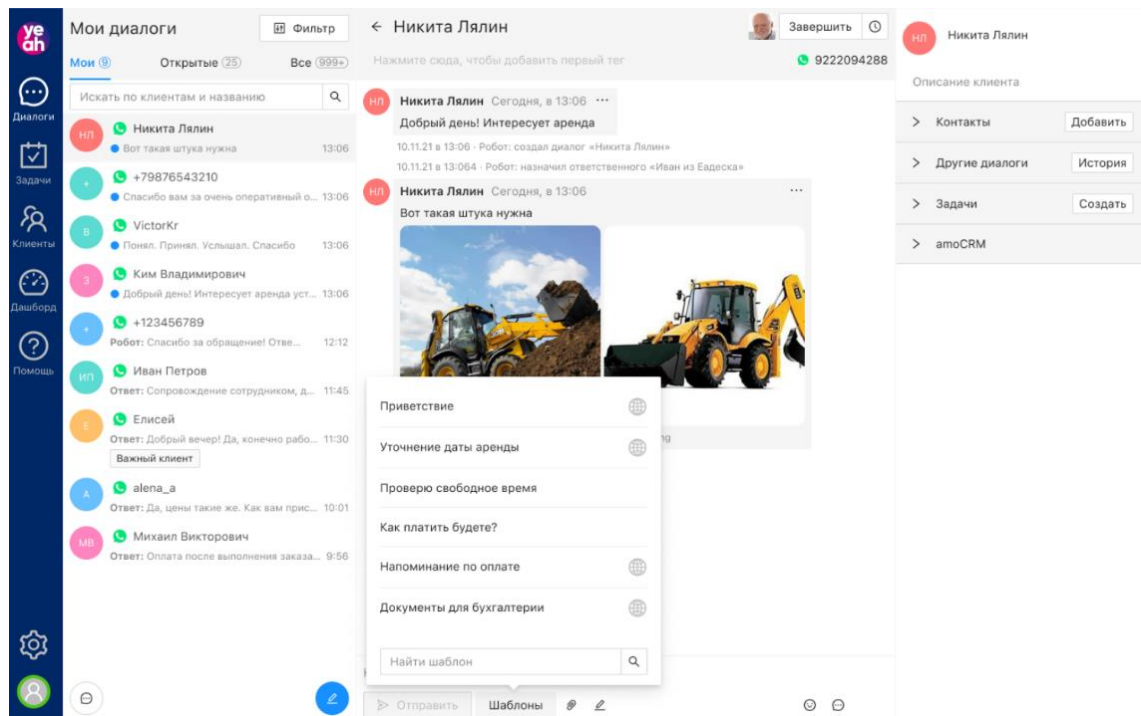 ye
ah
Диалоги
Задачи
Клиенты
Дашборд
Помощь
Мои диалоги
Фильтр
Мои 9
Открытые 25
Все 999+
Искать по клиентам и названию
НЛ
Никита Лялин
Вот такая штука нужна 13:06
+
+79876543210
Спасибо вам за очень оперативный о... 13:06
В
VictorKr
Понял. Принял. Услышал. Спасибо 13:06
З
Ким Владимирович
Добрый день! Интересует аренда уст... 13:06
+
+123456789
Робот: Спасибо за обращение! Отве... 12:12
ИП
Иван Петров
Ответ: Сопровождение сотрудником, д... 11:45
Е
Елисей
Ответ: Добрый вечер! Да, конечно рабо... 11:30
Важный клиент
A
alena_a
Ответ: Да, цены такие же. Как вам прис... 10:01
МВ
Михаил Викторович
Ответ: Оплата после выполнения заказа... 9:56
← Никита Лялин
Завершить
Нажмите сюда, чтобы добавить первый тег
9222094288
НЛ
Никита Лялин Сегодня, в 13:06 ...
Добрый день! Интересует аренда
10.11.21 в 13:06 · Робот: создал диалог «Никита Лялин»
10.11.21 в 13:064 · Робот: назначил ответственного «Иван из Еадеска»
НЛ
Никита Лялин Сегодня, в 13:06 ...
Вот такая штука нужна
Приветствие
Уточнение даты аренды
Проверю свободное время
Как платить будете?
Напоминание по оплате
Документы для бухгалтерии
Найти шаблон
Отправить
Шаблоны
НЛ
Никита Лялин
Описание клиента
Контакты
Добавить
Другие диалоги
История
Задачи
Создать
amoCRM